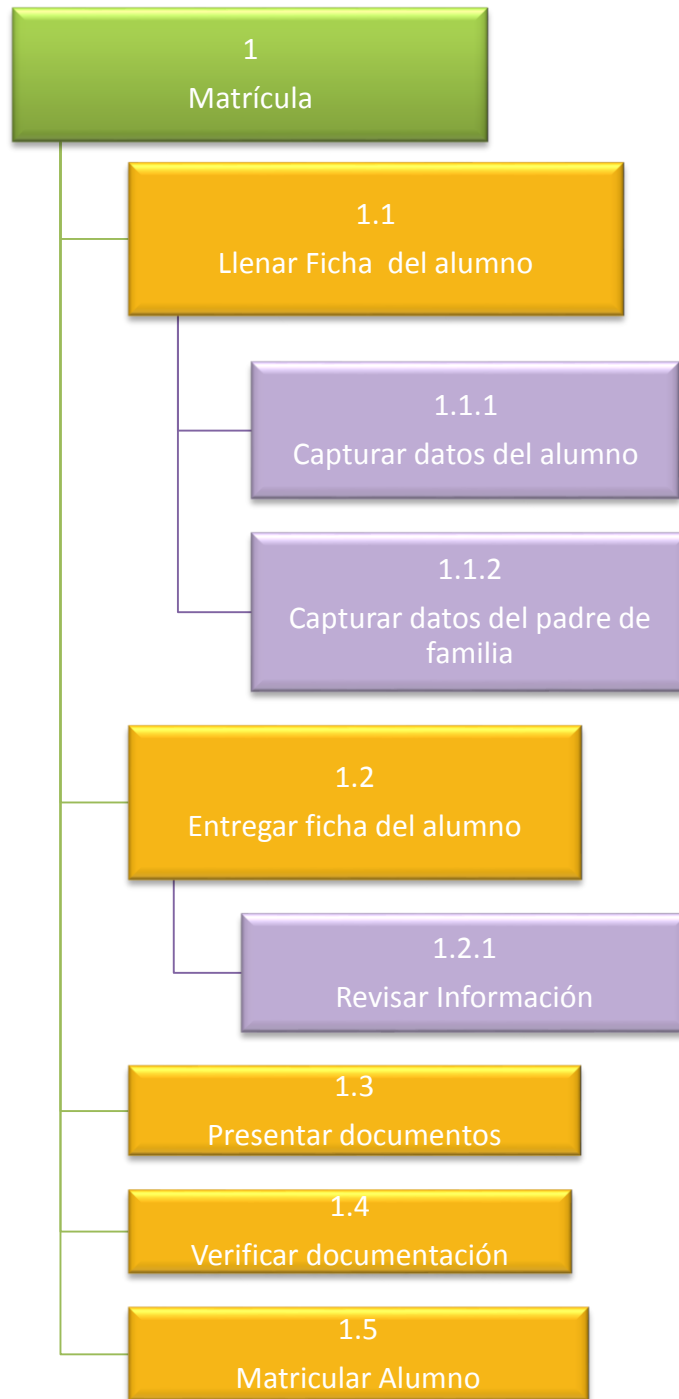 1
Matrícula
1.1
Llenar Ficha  del alumno
1.1.1
Capturar datos del alumno
1.1.2
Capturar datos del padre de
familia
1.2
Entregar ficha del alumno
1.2.1
Revisar Información
1.3
Presentar documentos
1.4
Verificar documentación
1.5
Matricular Alumno